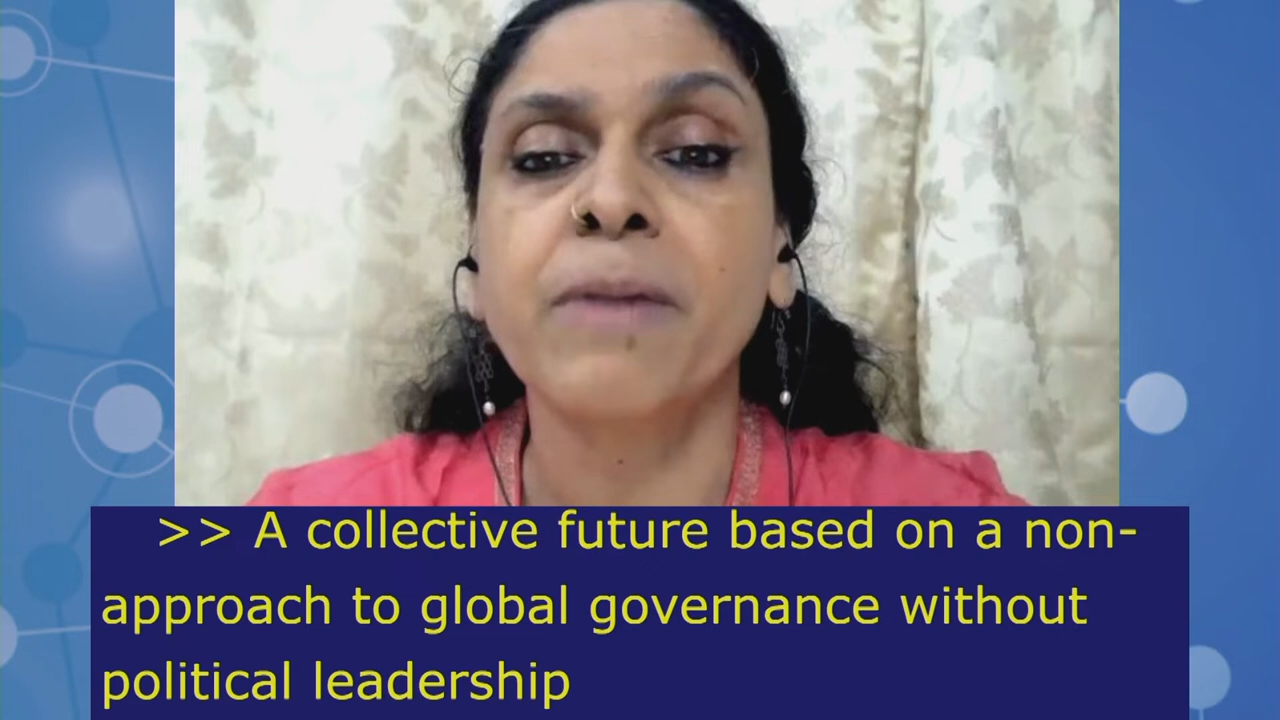 >> A collective future based on a non-
approach to global governance without
political leadership